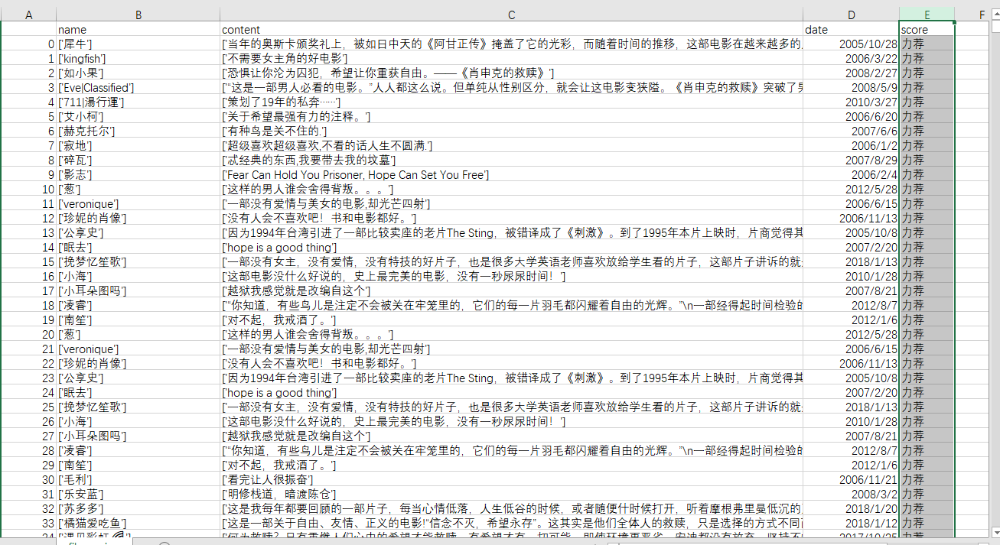 A B C D E F
name content date score
0 ['犀牛'] ['当年的奥斯卡颁奖礼上，被如日中天的《阿甘正传》掩盖了它的光彩，而随着时间的推移，这部电影在越来越多的 2005/10/28 力荐
1 ['kingfish'] ['不需要女主角的好电影'] 2006/3/22 力荐
2 ['如小果'] ['恐惧让你沦为囚犯，希望让你重获自由。——《肖申克的救赎》'] 2008/2/27 力荐
3 ['Eve|Classified'] ['“这是一部男人必看的电影。”人人都这么说。但单纯从性别区分，就会让这电影变狭隘。《肖申克的救赎》突破了男 2008/5/9 力荐
4 ['711|湯行運'] ['策划了19年的私奔……'] 2010/3/27 力荐
5 ['艾小柯'] ['关于希望最强有力的注释。'] 2006/6/20 力荐
6 ['赫克托尔'] ['有种鸟是关不住的.'] 2007/6/6 力荐
7 ['寂地'] ['超级喜欢超级喜欢,不看的话人生不圆满.'] 2006/1/2 力荐
8 ['碎瓦'] ['忒经典的东西,我要带去我的坟墓'] 2007/8/29 力荐
9 ['影志'] ['Fear Can Hold You Prisoner, Hope Can Set You Free'] 2006/2/4 力荐
10 ['葱'] ['这样的男人谁会舍得背叛。。。'] 2012/5/28 力荐
11 ['veronique'] ['一部没有爱情与美女的电影,却光芒四射'] 2006/6/15 力荐
12 ['珍妮的肖像'] ['没有人会不喜欢吧！书和电影都好。'] 2006/11/13 力荐
13 ['公享史'] ['因为1994年台湾引进了一部比较卖座的老片The Sting，被错译成了《刺激》。到了1995年本片上映时，片商觉得其 2005/10/8 力荐
14 ['眠去'] ['hope is a good thing'] 2007/2/20 力荐
15 ['挽梦忆笙歌'] ['一部没有女主，没有爱情，没有特技的好片子，也是很多大学英语老师喜欢放给学生看的片子，这部片子讲诉的就 2018/1/13 力荐
16 ['小海'] ['这部电影没什么好说的，史上最完美的电影，没有一秒尿尿时间！'] 2010/1/28 力荐
17 ['小耳朵图吗'] ['越狱我感觉就是改编自这个'] 2007/8/21 力荐
18 ['凌睿'] ['“你知道，有些鸟儿是注定不会被关在牢笼里的，它们的每一片羽毛都闪耀着自由的光辉。”\n一部经得起时间检验的 2012/8/7 力荐
19 ['南笙'] ['对不起，我戒酒了。'] 2012/1/6 力荐
20 ['葱'] ['这样的男人谁会舍得背叛。。。'] 2012/5/28 力荐
21 ['veronique'] ['一部没有爱情与美女的电影,却光芒四射'] 2006/6/15 力荐
22 ['珍妮的肖像'] ['没有人会不喜欢吧！书和电影都好。'] 2006/11/13 力荐
23 ['公享史'] ['因为1994年台湾引进了一部比较卖座的老片The Sting，被错译成了《刺激》。到了1995年本片上映时，片商觉得其 2005/10/8 力荐
24 ['眠去'] ['hope is a good thing'] 2007/2/20 力荐
25 ['挽梦忆笙歌'] ['一部没有女主，没有爱情，没有特技的好片子，也是很多大学英语老师喜欢放给学生看的片子，这部片子讲诉的就 2018/1/13 力荐
26 ['小海'] ['这部电影没什么好说的，史上最完美的电影，没有一秒尿尿时间！'] 2010/1/28 力荐
27 ['小耳朵图吗'] ['越狱我感觉就是改编自这个'] 2007/8/21 力荐
28 ['凌睿'] ['“你知道，有些鸟儿是注定不会被关在牢笼里的，它们的每一片羽毛都闪耀着自由的光辉。”\n一部经得起时间检验的 2012/8/7 力荐
29 ['南笙'] ['对不起，我戒酒了。'] 2012/1/6 力荐
30 ['毛利'] ['看完让人很振奋'] 2006/11/21 力荐
31 ['乐安蓝'] ['明修栈道，暗渡陈仓'] 2008/3/2 力荐
32 ['苏多多'] ['这是我每年都要回顾的一部片子，每当心情低落，人生低谷的时候，或者随便什时候打开，听着摩根弗里曼低沉的 2018/1/20 力荐
33 ['橘猫爱吃鱼'] ['这是一部关于自由、友情、正义的电影!“信念不灭，希望永存”。这其实是他们全体人的救赎，只是选择的方式不同 2018/1/12 力荐